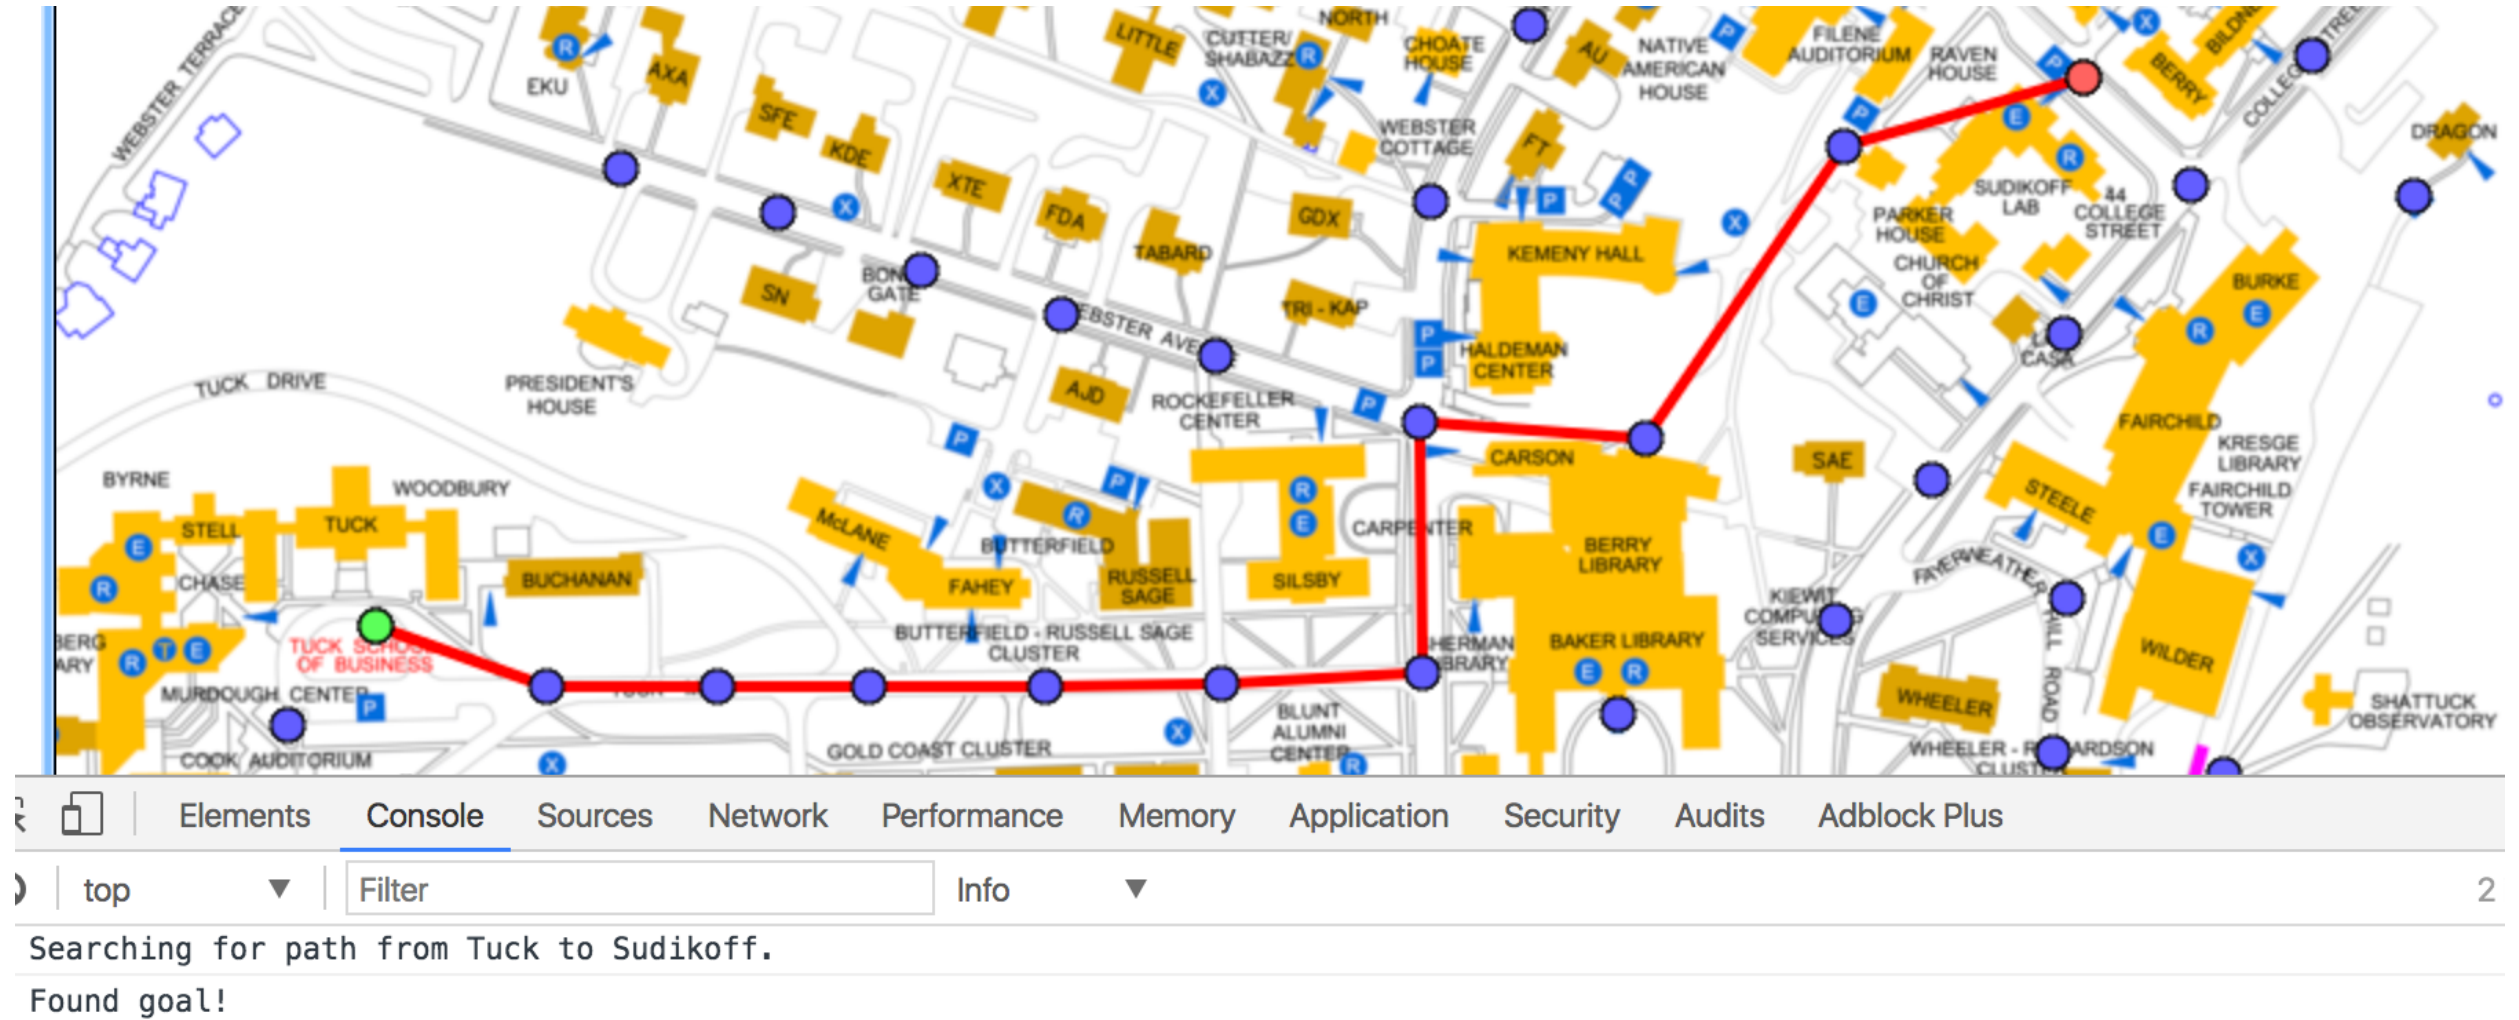 WEBSTER TERRACE
R
EKU
AXA
SFE
KDE
LITTLE
CUTTER/
SHABAZZ
R
X
NORTH
CHOATE
HOUSE
WEBSTER
COTTAGE
AU
NATIVE
AMERICAN
HOUSE
P
FT
P
P P
FILENE
AUDITORIUM
P
RAVEN
HOUSE
P
X
BERRY
E
R
SUDIKOFF
LAB
44
COLLEGE
STREET
DRAGON
X
XTE
FDA
TABARD
GDX
TRI - KAP
SN
GATE
KEMENY HALL
X
PARKER
HOUSE
CHURCH
OF
CHRIST
E
CASA
BURKE
E
R
P
P
HALDEMAN
CENTER
TUCK DRIVE
PRESIDENT'S
HOUSE
AJD
ROCKEFELLER
CENTER
P
P
X
P
CARSON
SAE
FAIRCHILD
KRESGE
LIBRARY
FAIRCHILD
TOWER
STEELE
E
X
BYRNE
WOODBURY
STELL
TUCK
E
R
CHASE
BUCHANAN
McLANE
R
BUTTERFIELD
FAHEY
RUSSELL
SAGE
R
E
SILSBY
CARPENTER
BERRY
LIBRARY
FAYERWEATHER
KIEWIT
SERVICES
TUCK SCHOOL
OF BUSINESS
R T E
BUTTERFIELD - RUSSELL SAGE
CLUSTER
BAKER LIBRARY
E R
WILDER
ROAD
MURDOUGH CENTER
P
COOK AUDITORIUM
X
GOLD COAST CLUSTER
X
BLUNT
ALUMNI
CENTER
R
WHEELER
SHATTUCK
OBSERVATORY
Elements Console Sources Network Performance Memory Application Security Audits Adblock Plus
top Filter Info 2
Searching for path from Tuck to Sudikoff.
Found goal!